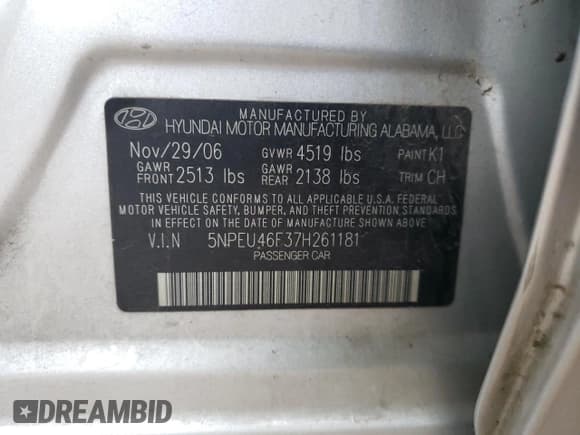 MANUFACTURED BY
HYUNDAI MOTOR MANUFACTURING ALABAMA, LLC
Nov/29/06 GVWR 4519 lbs PAINT K1
GAWR FRONT 2513 lbs GAWR REAR 2138 lbs TRIM CH
THIS VEHICLE CONFORMS TO ALL APPLICABLE U.S.A. FEDERAL
MOTOR VEHICLE SAFETY, BUMPER, AND THEFT PREVENTION STANDARDS
IN EFFECT ON THE DATE OF MANUFACTURE SHOWN ABOVE.
V.I.N 5NPEU46F37H261181
PASSENGER CAR
DREAMBID